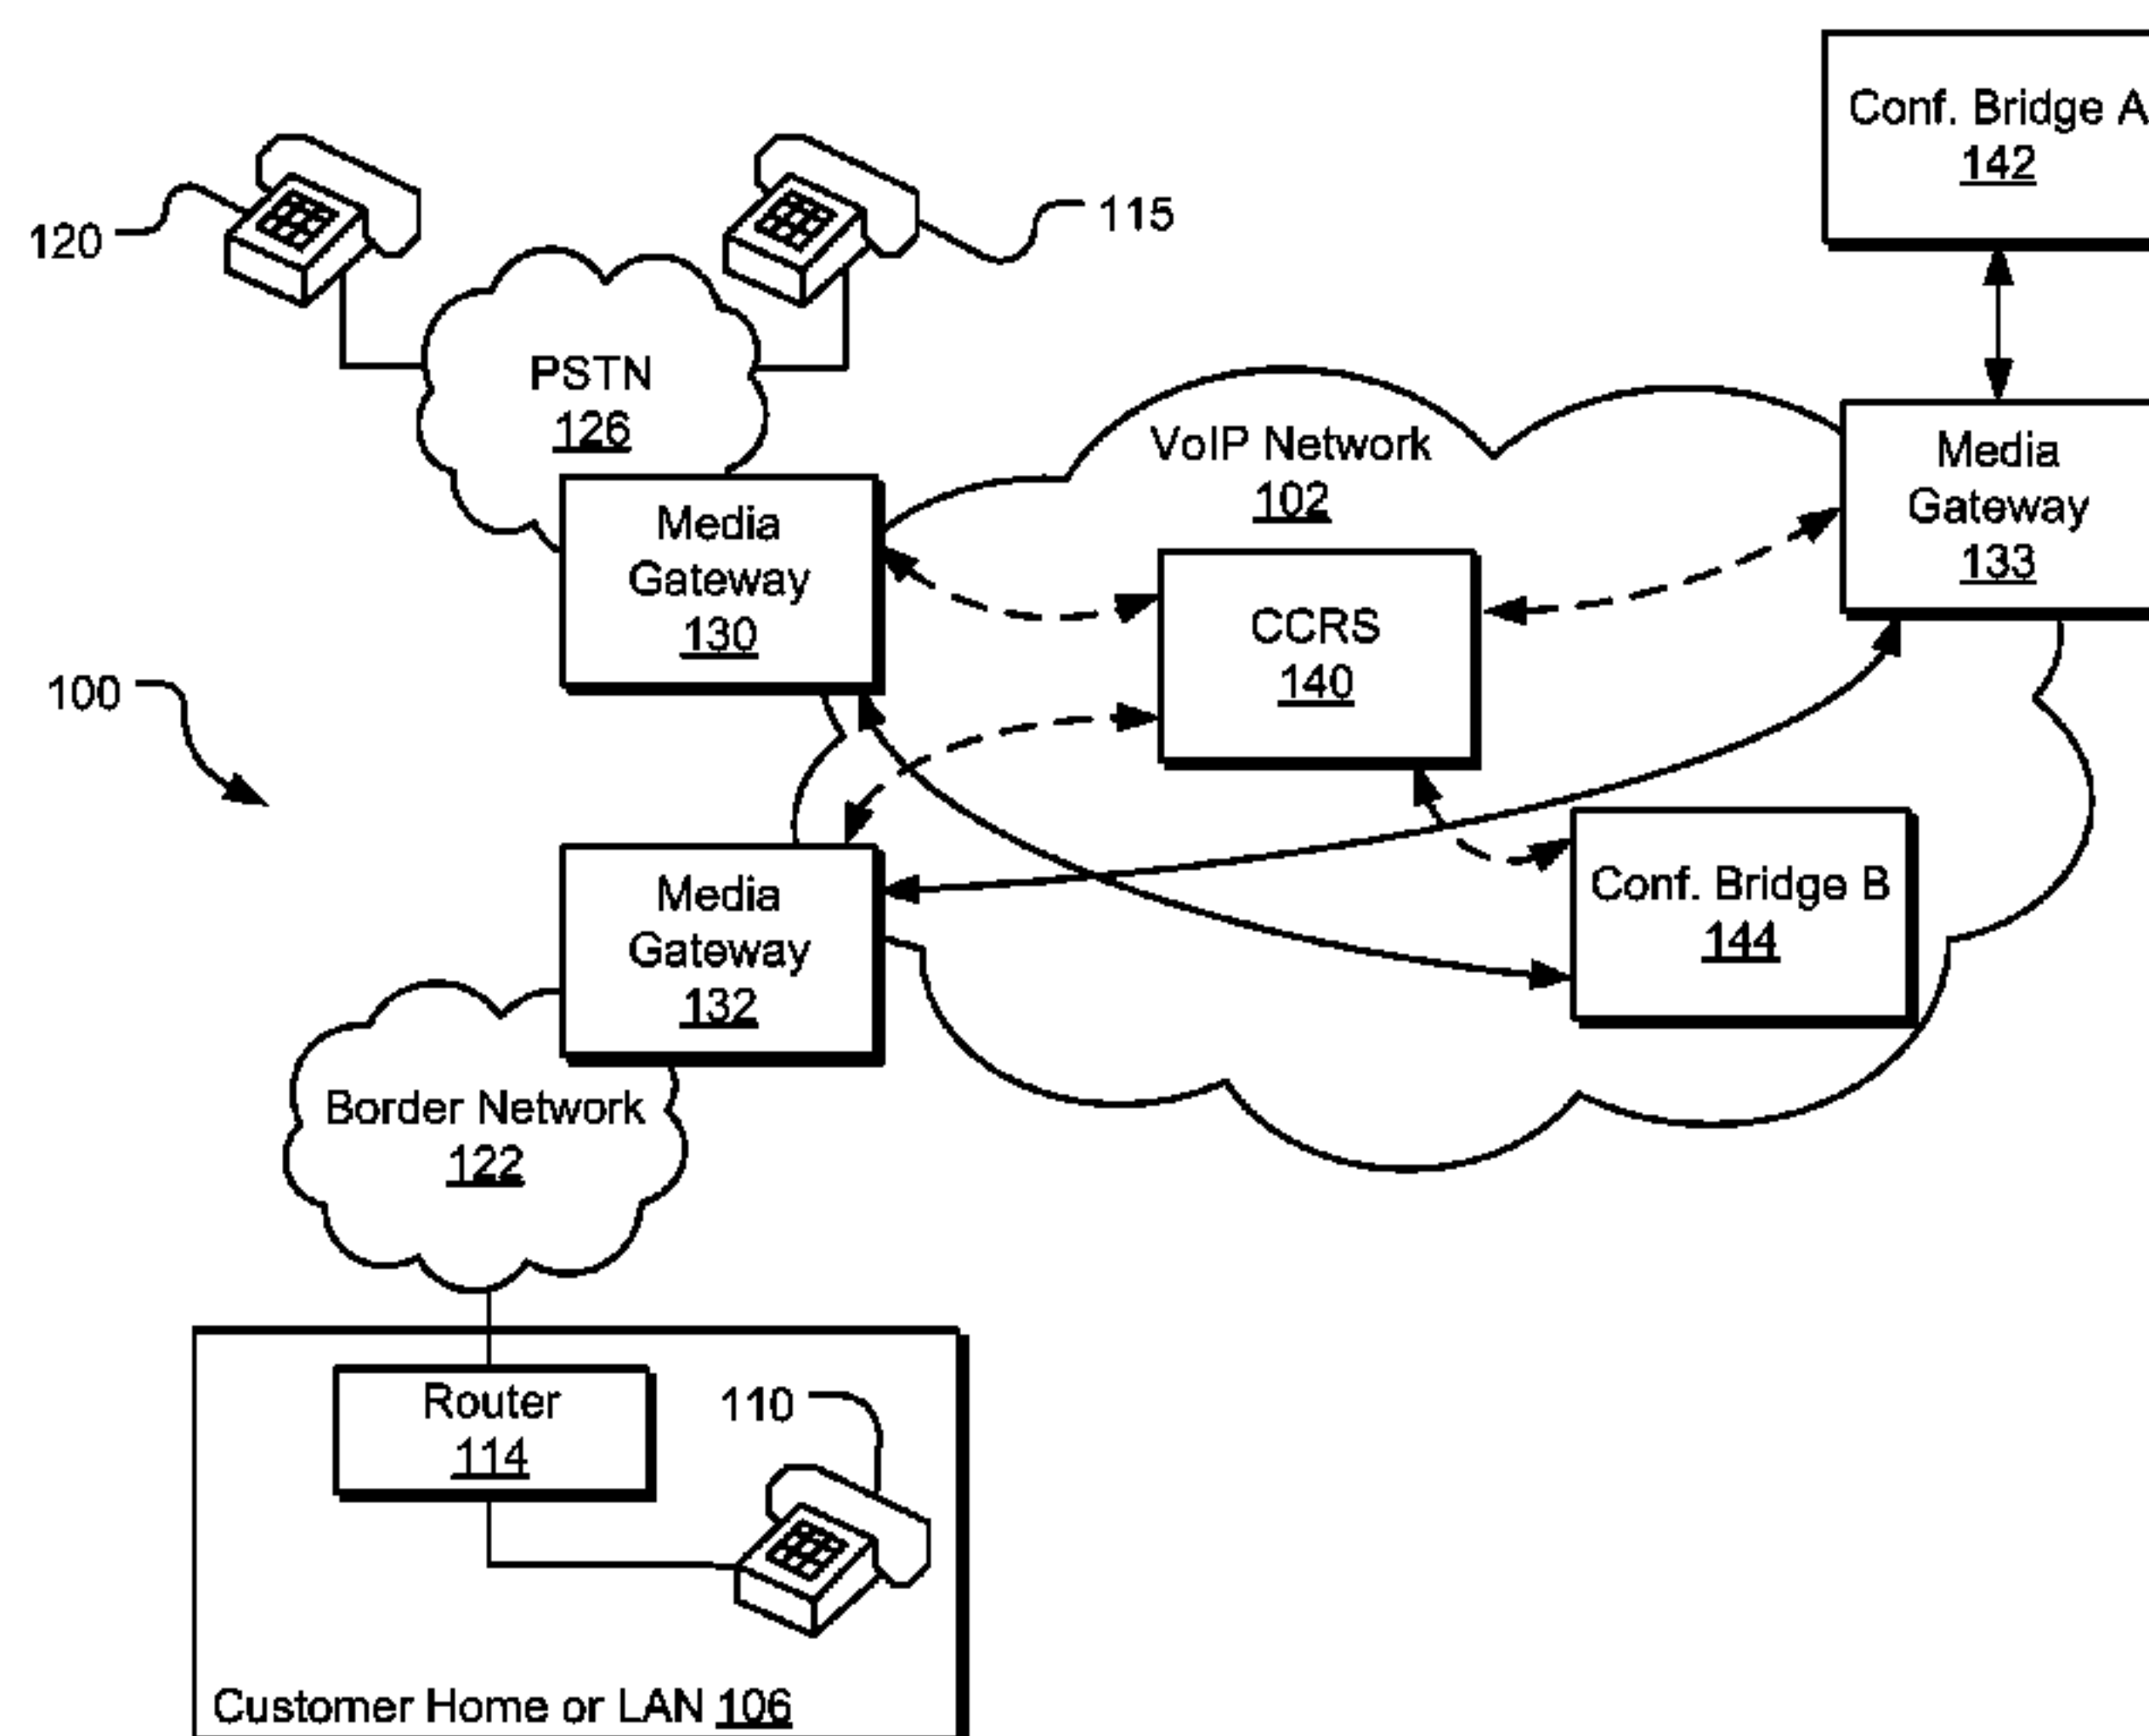 Conf. Bridge A
142
120
115
PSTN
126
VoIP Network
102
Media
Gateway
133
Media
Gateway
130
CCRS
140
100
Media
Gateway
132
Conf. Bridge B
144
Border Network
122
Router
114
110
Customer Home or LAN 106